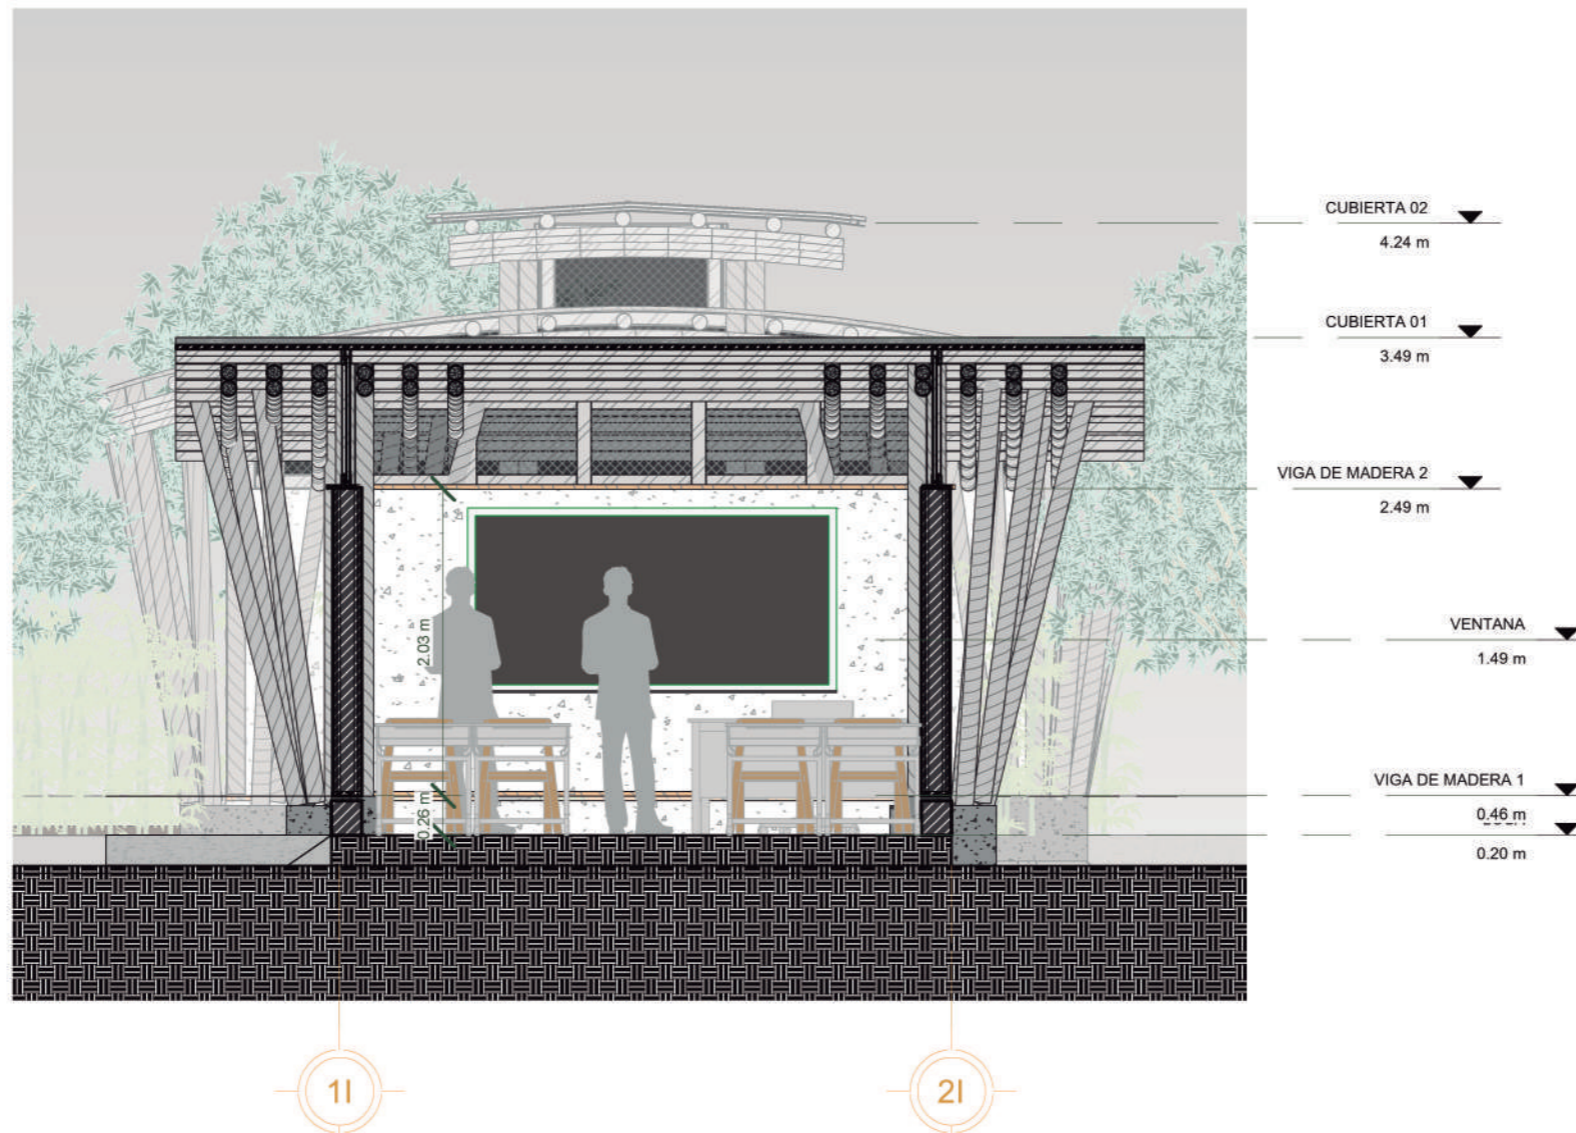 CUBIERTA 02
4.24 m
CUBIERTA 01
3.49 m
VIGA DE MADERA 2
2.49 m
VENTANA
1.49 m
2.03 m
VIGA DE MADERA 1
0.46 m
0.26 m
0.20 m
1I
2I